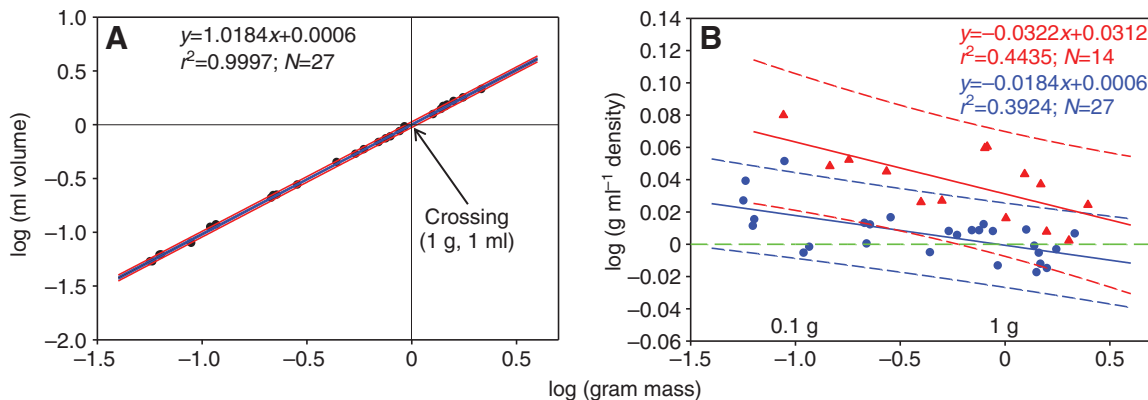 A
y=1.0184x+0.0006
r²=0.9997; N=27
Crossing
(1 g, 1 ml)
1.0
0.5
0
–0.5
–1.0
–1.5
–2.0
log (ml volume)
–1.5 –1.0 –0.5 0 0.5
B
y=–0.0322x+0.0312
r²=0.4435; N=14
y=–0.0184x+0.0006
r²=0.3924; N=27
0.14
0.12
0.10
0.08
0.06
0.04
0.02
0
–0.02
–0.04
0.06
log (g ml⁻¹ density)
0.1 g 1 g
–1.5 –1.0 –0.5 0.0 0.5
log (gram mass)